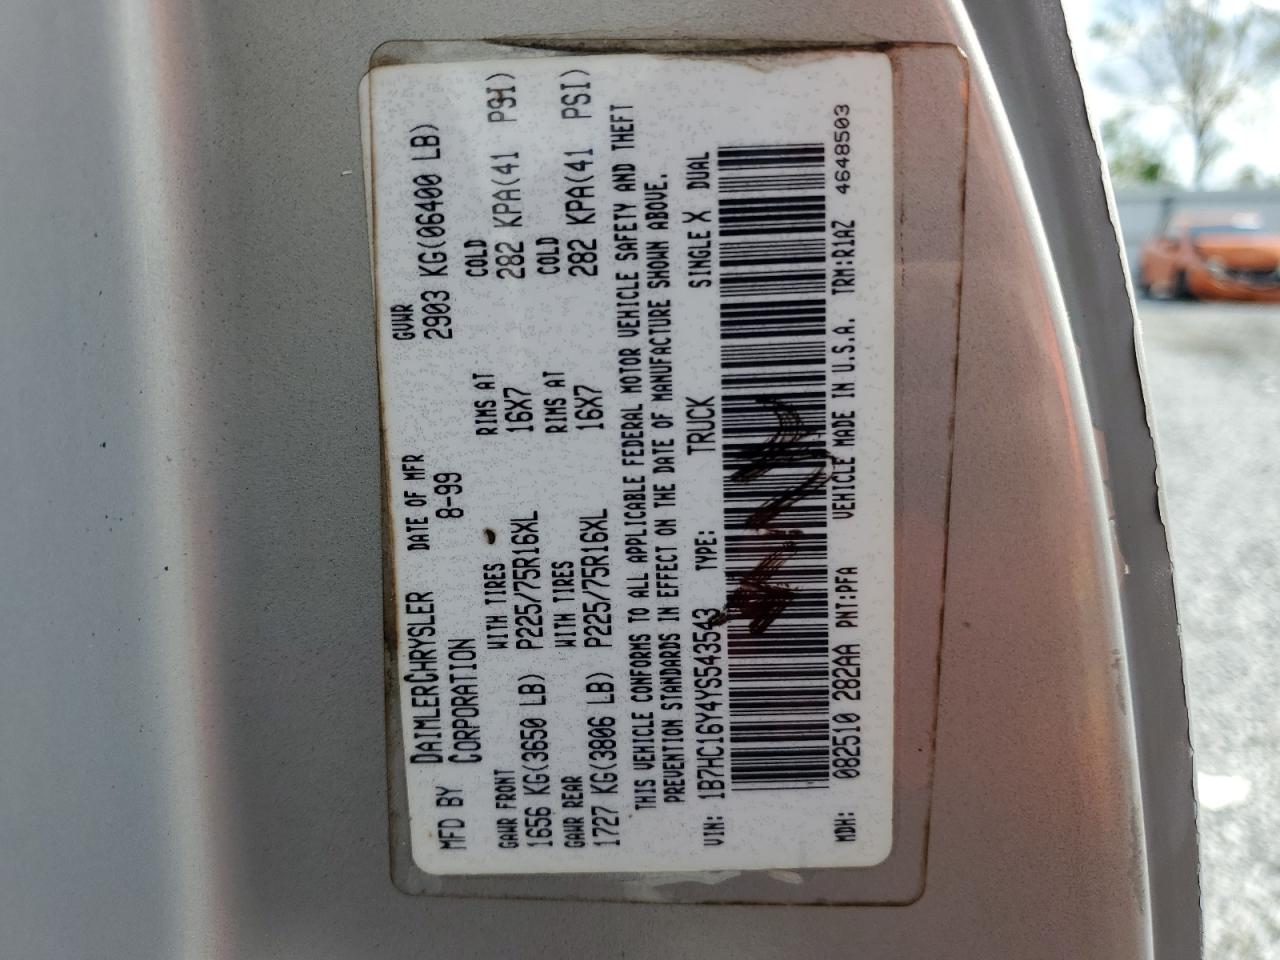 MFD BY DAIMLERCHRYSLER CORPORATION DATE OF MFR 8-99 GVWR 2903 KG(06400 LB)
GAWR FRONT WITH TIRES RIMS AT COLD
1656 KG(3650 LB) P225/75R16XL 16X7 282 KPA(41 PSI)
GAWR REAR WITH TIRES RIMS AT COLD
1727 KG(3806 LB) P225/75R16XL 16X7 282 KPA(41 PSI)
THIS VEHICLE CONFORMS TO ALL APPLICABLE FEDERAL MOTOR VEHICLE SAFETY AND THEFT
PREVENTION STANDARDS IN EFFECT ON THE DATE OF MANUFACTURE SHOWN ABOVE.
VIN: 1B7HC16Y4YS543543 TYPE: TRUCK SINGLE X DUAL
MDH: 082510 282AA PNT:PFA VEHICLE MADE IN U.S.A. TRM:R1AZ 4648503